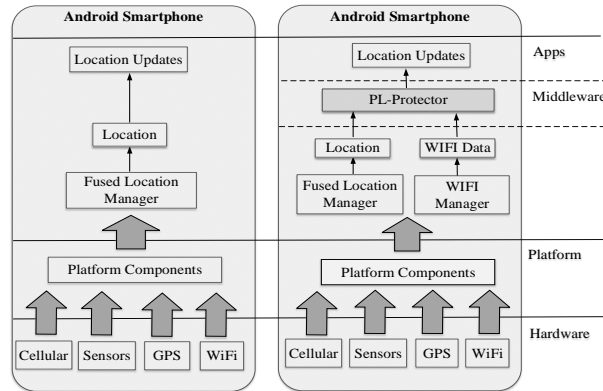 Android Smartphone
Location Updates
Location
Fused Location
Manager
Platform Components
Cellular
Sensors
GPS
WiFi
Android Smartphone
Location Updates
PL-Protector
Location
WIFI Data
Fused Location
Manager
WIFI
Manager
Platform Components
Cellular
Sensors
GPS
WiFi
Apps
Middleware
Platform
Hardware